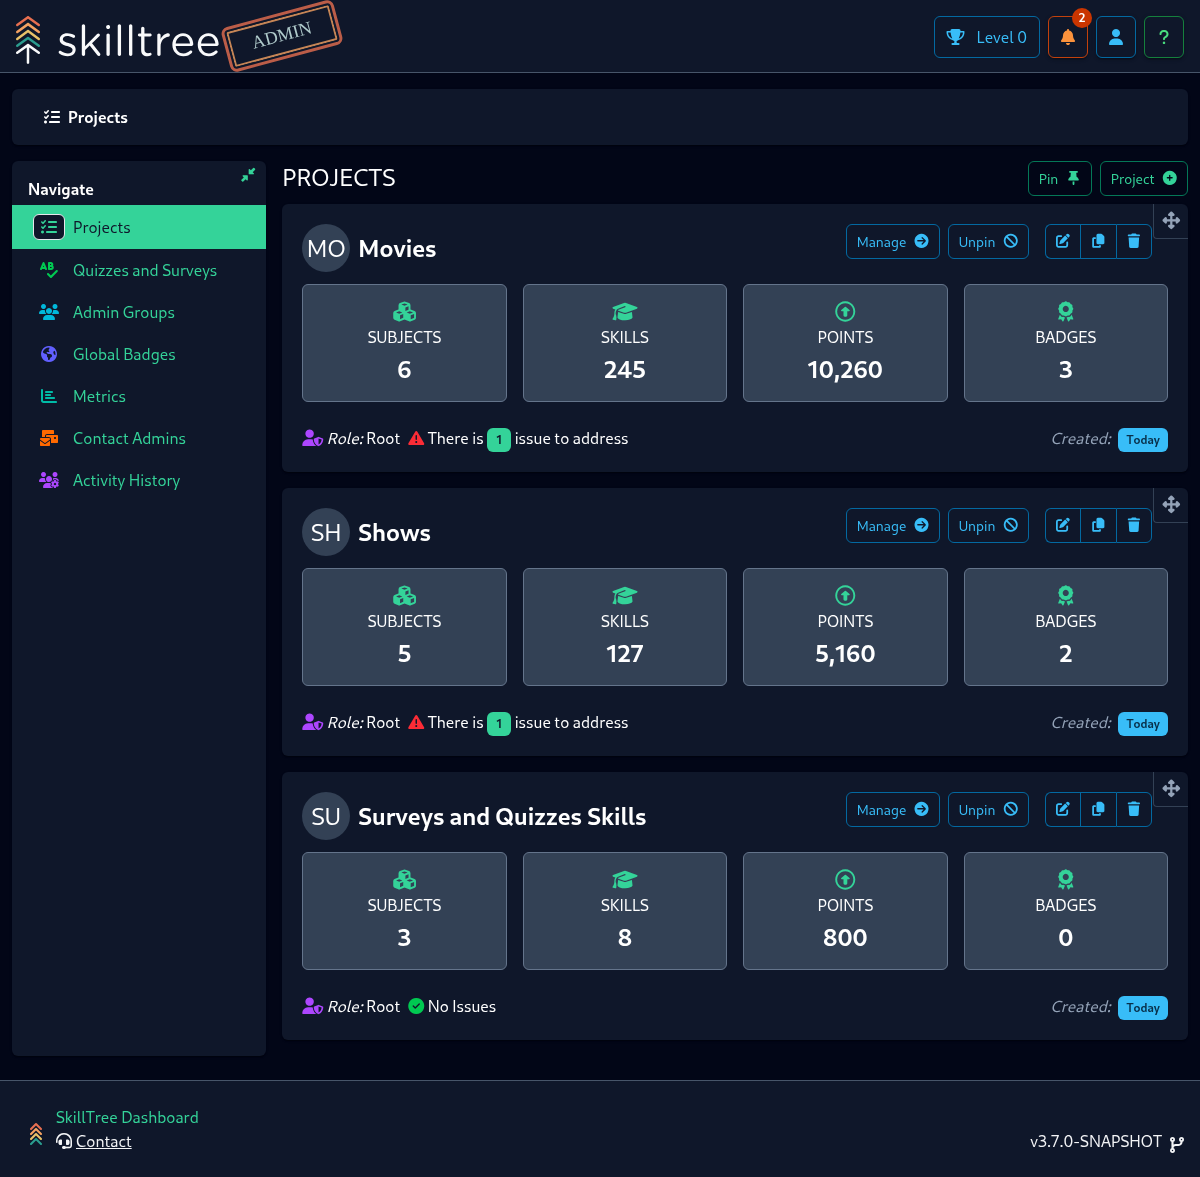 skilltree ADMIN
Level 0
2
?
Projects
Navigate
Projects
Quizzes and Surveys
Admin Groups
Global Badges
Metrics
Contact Admins
Activity History
PROJECTS
Pin
Project
MO Movies
Manage
Unpin
SUBJECTS
6
SKILLS
245
POINTS
10,260
BADGES
3
Role: Root There is 1 issue to address
Created: Today
SH Shows
Manage
Unpin
SUBJECTS
5
SKILLS
127
POINTS
5,160
BADGES
2
Role: Root There is 1 issue to address
Created: Today
SU Surveys and Quizzes Skills
Manage
Unpin
SUBJECTS
3
SKILLS
8
POINTS
800
BADGES
0
Role: Root No Issues
Created: Today
SkillTree Dashboard
Contact
v3.7.0-SNAPSHOT